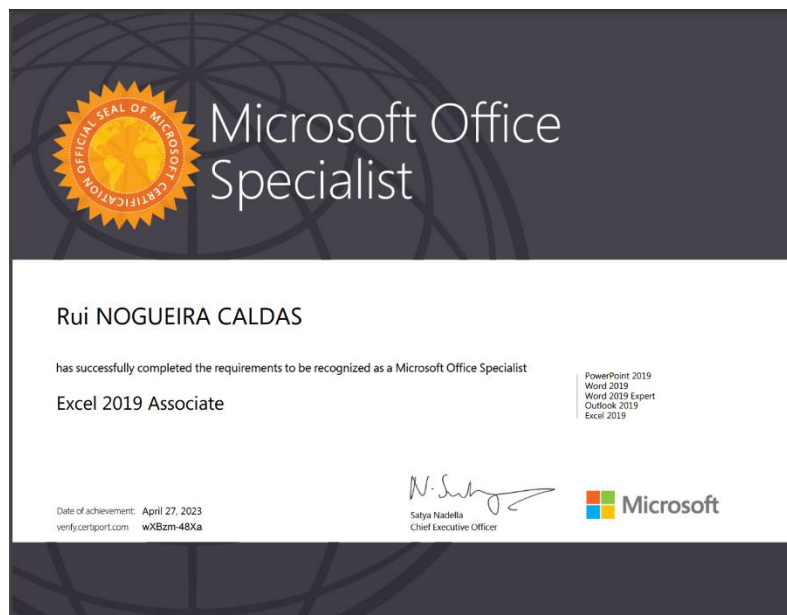 OFFICIAL SEAL OF MICROSOFT CERTIFICATION
Microsoft Office
Specialist
Rui NOGUEIRA CALDAS
has successfully completed the requirements to be recognized as a Microsoft Office Specialist
Excel 2019 Associate
PowerPoint 2019
Word 2019
Word 2019 Expert
Outlook 2019
Excel 2019
Date of achievement: April 27, 2023
verify.certiport.com wXBzm-48Xa
Satya Nadella
Chief Executive Officer
Microsoft